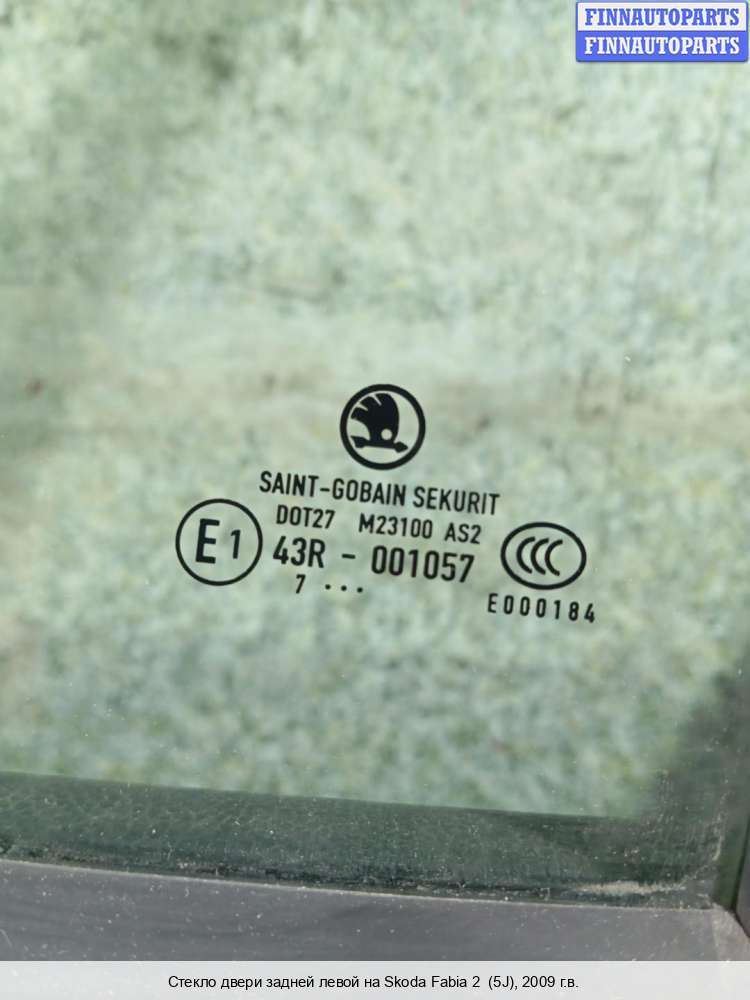 FINNAUTOPARTS
FINNAUTOPARTS
SAINT-GOBAIN SEKURIT
DOT27 M23100 AS2
E1 43R - 001057
7 ...
CCC
E000184
Стекло двери задней левой на Skoda Fabia 2 (5J), 2009 г.в.